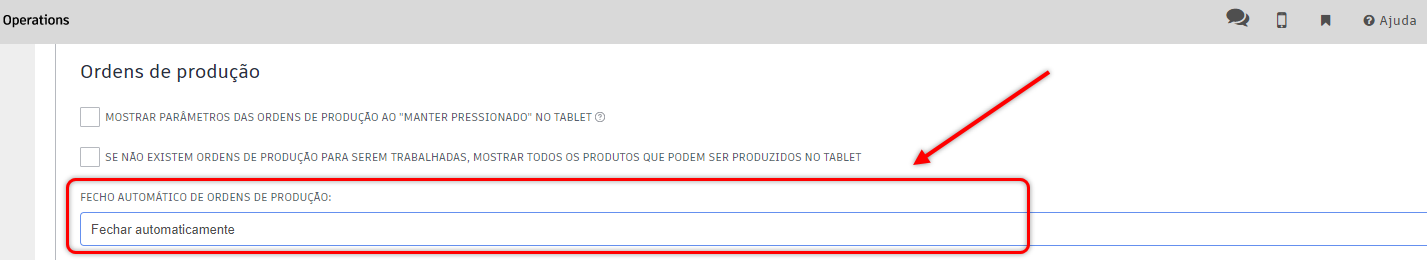 Operations
Ajuda
Ordens de produção
MOSTRAR PARÂMETROS DAS ORDENS DE PRODUÇÃO AO "MANTER PRESSIONADO" NO TABLET
SE NÃO EXISTEM ORDENS DE PRODUÇÃO PARA SEREM TRABALHADAS, MOSTRAR TODOS OS PRODUTOS QUE PODEM SER PRODUZIDOS NO TABLET
FECHO AUTOMÁTICO DE ORDENS DE PRODUÇÃO:
Fechar automaticamente